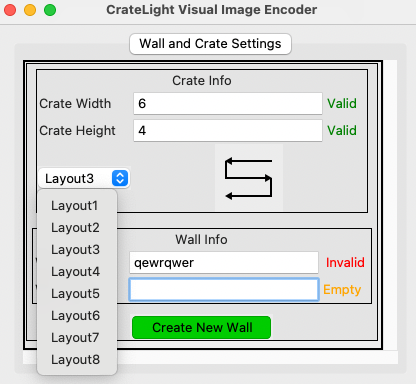 CrateLight Visual Image Encoder
Wall and Crate Settings
Crate Info
Crate Width 6 Valid
Crate Height 4 Valid
Layout3
Layout1
Layout2
Layout3
Layout4
Layout5
Layout6
Layout7
Layout8
Wall Info
qewrqwer Invalid
Empty
Create New Wall